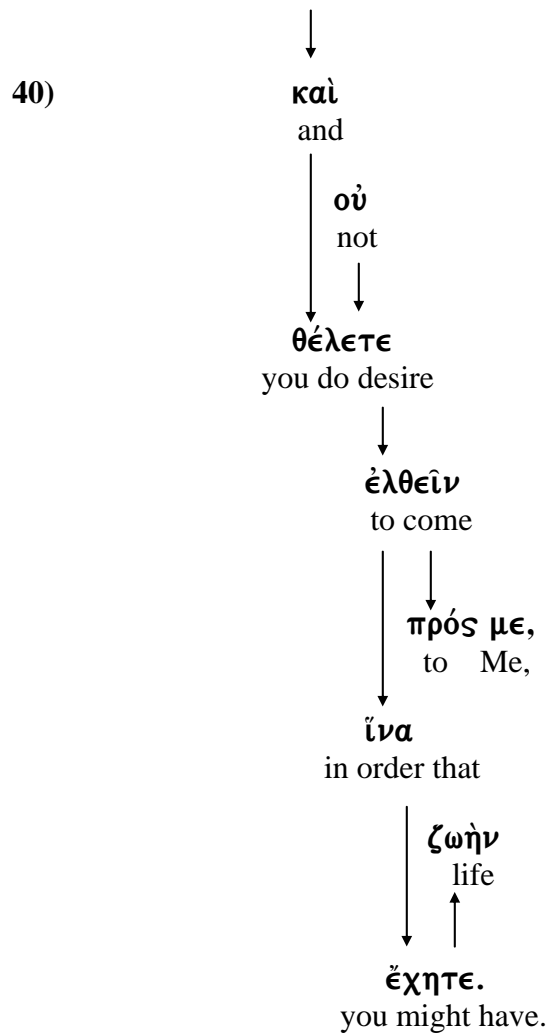 40) καὶ
and
οὐ
not
θέλετε
you do desire
ἐλθεῖν
to come
πρός με,
to Me,
ἵνα
in order that
ζωὴν
life
ἔχητε.
you might have.